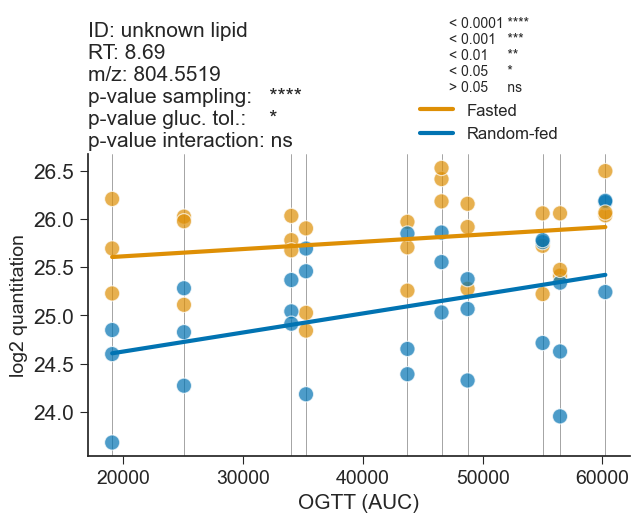 ID: unknown lipid
RT: 8.69
m/z: 804.5519
p-value sampling: ****
p-value gluc. tol.: *
p-value interaction: ns
< 0.0001 ****
< 0.001 ***
< 0.01 **
< 0.05 *
> 0.05 ns
Fasted
Random-fed
26.5
26.0
25.5
25.0
24.5
24.0
log2 quantitation
20000 30000 40000 50000 60000
OGTT (AUC)